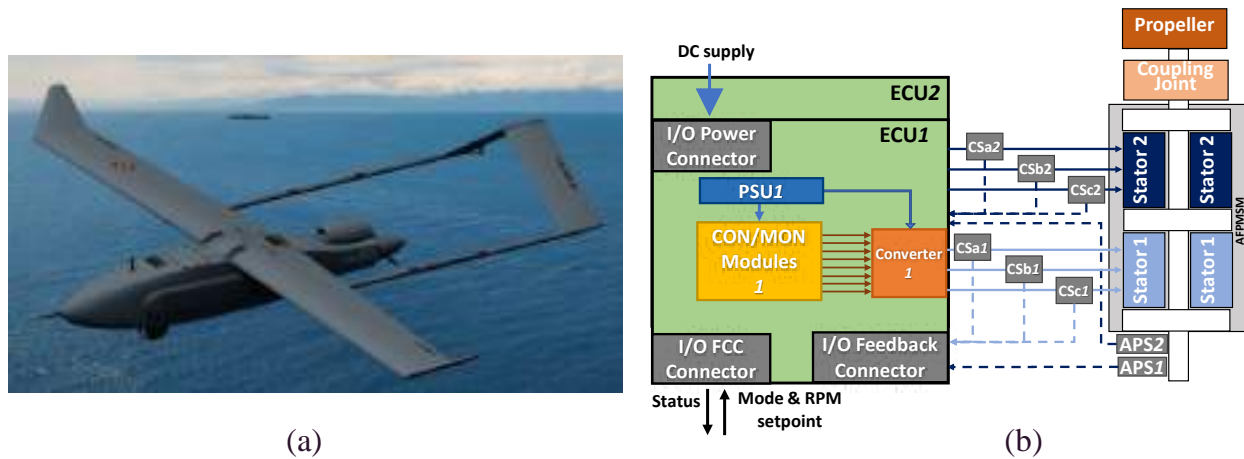 DC supply
ECU2
ECU1
I/O Power
Connector
PSU1
CON/MON
Modules
1
Converter
1
I/O FCC
Connector
I/O Feedback
Connector
Status
Mode & RPM
setpoint
CSa2
CSb2
CSc2
CSa1
CSb1
CSc1
Propeller
Coupling
Joint
Stator 2
Stator 2
Stator 1
Stator 1
AFPMSM
APS2
APS1
(a)
(b)